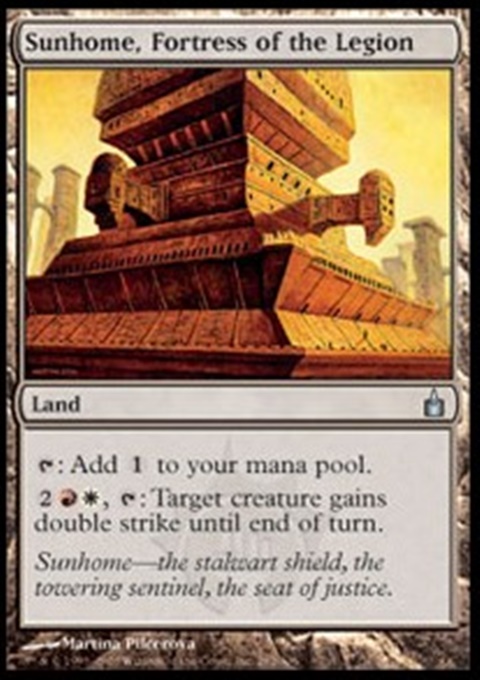 Sunhome, Fortress of the Legion
Land
: Add 1 to your mana pool.
2 , : Target creature gains
double strike until end of turn.
Sunhome—the stalwart shield, the
towering sentinel, the seat of justice.
Martina Pilcerova